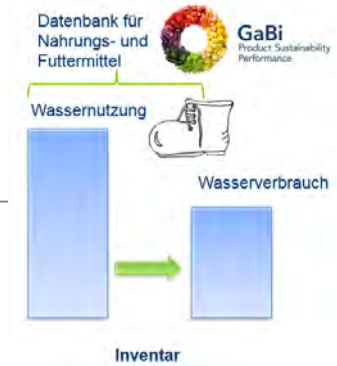 Datenbank für
Nahrungs- und
Futtermittel
GaBi
Product Sustainability
Performance
Wassernutzung
Wasserverbrauch
Inventar